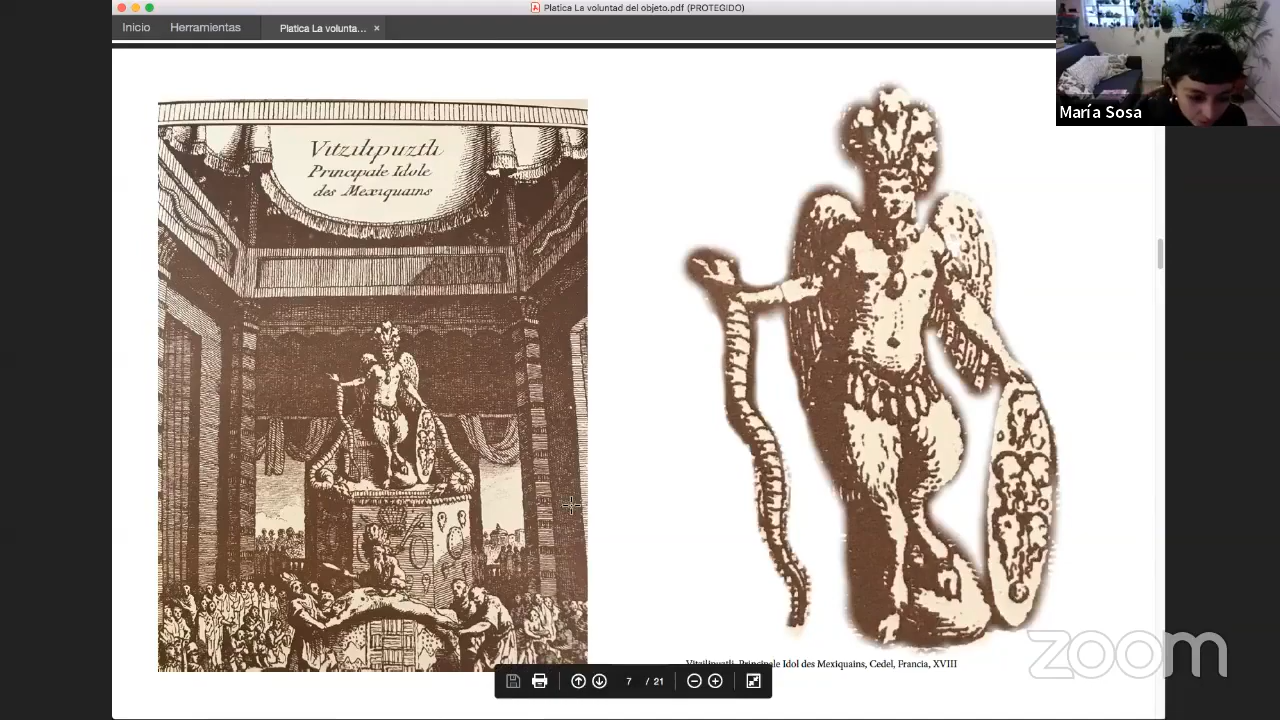 Platica La voluntad del objeto.pdf (PROTEGIDO)
Inicio
Herramientas
Platica La volunta... ×
María Sosa
Vitzilipuztli
Principale Idole
des Mexiquains
Vitzilipuztli, Principale Idol des Mexiquains, Cedel, Francia, XVIII
7 / 21
zoom